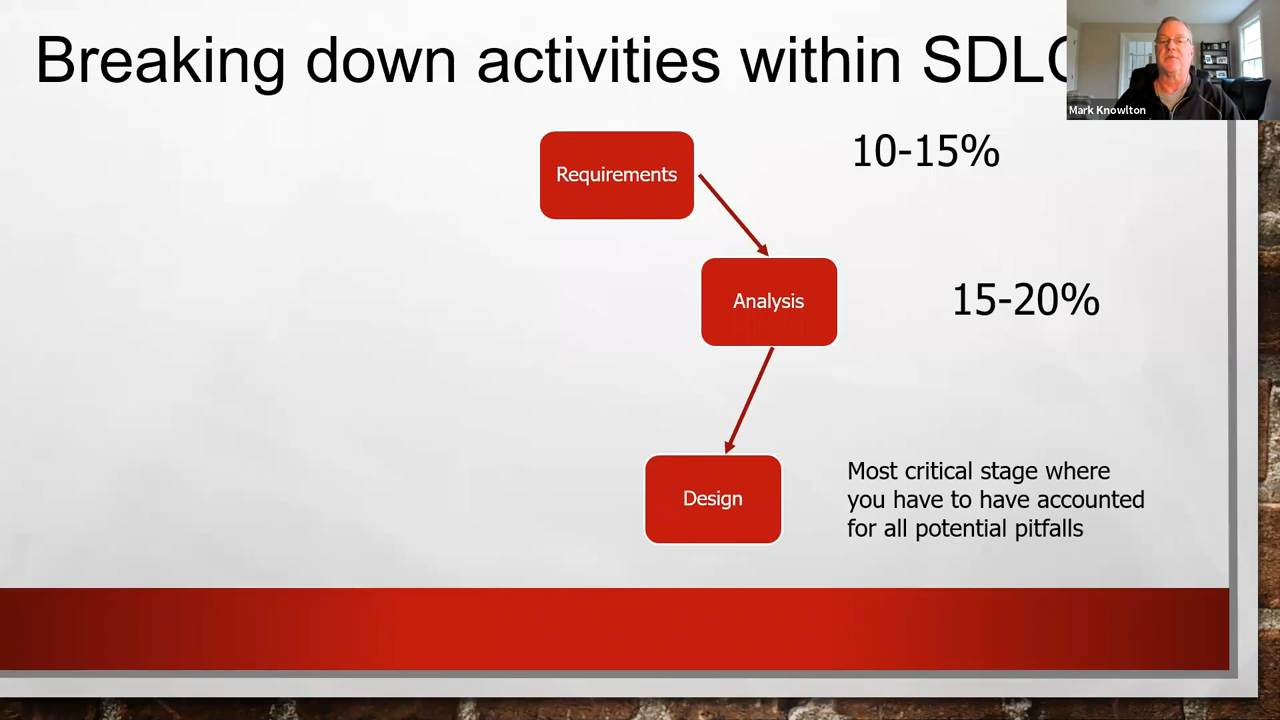 Breaking down activities within SDLC
Mark Knowlton
Requirements
10-15%
Analysis
15-20%
Design
Most critical stage where
you have to have accounted
for all potential pitfalls